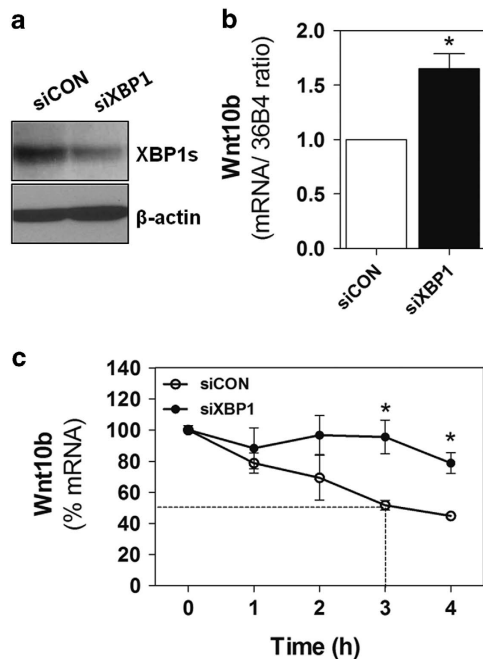 a
siCON
siXBP1
XBP1s
β-actin
b
Wnt10b
(mRNA/ 36B4 ratio)
2.0
1.5
1.0
0.5
0.0
*
siCON
siXBP1
c
Wnt10b
(% mRNA)
140
120
100
80
60
40
20
0
siCON
siXBP1
*
*
0 1 2 3 4
Time (h)